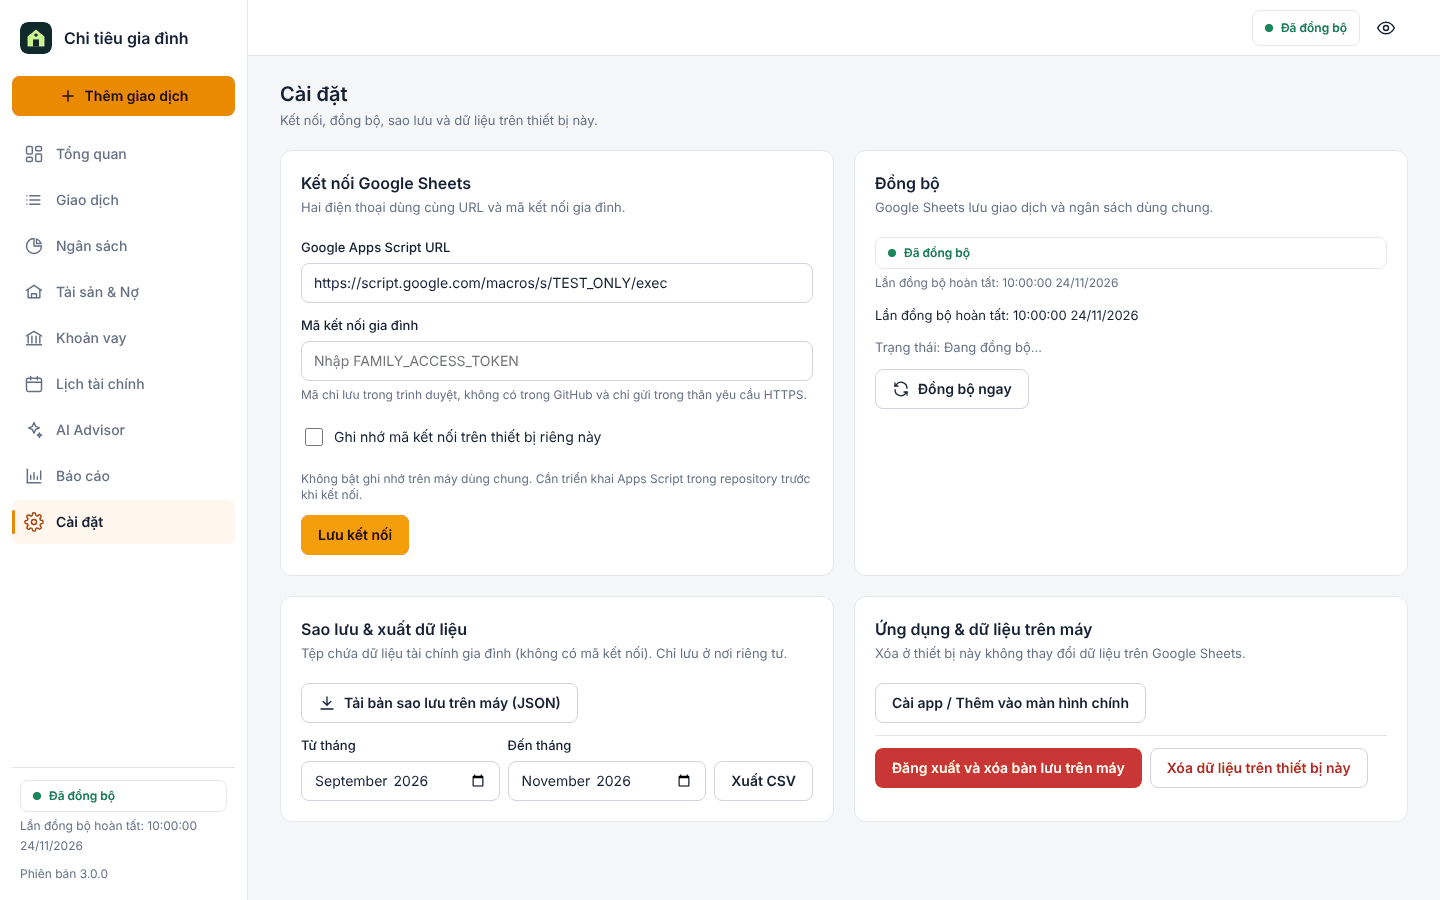 Chi tiêu gia đình
Thêm giao dịch
Tổng quan
Giao dịch
Ngân sách
Tài sản & Nợ
Khoản vay
Lịch tài chính
AI Advisor
Báo cáo
Cài đặt
Đã đồng bộ
Lần đồng bộ hoàn tất: 10:00:00
24/11/2026
Phiên bản 3.0.0
Đã đồng bộ
Cài đặt
Kết nối, đồng bộ, sao lưu và dữ liệu trên thiết bị này.
Kết nối Google Sheets
Hai điện thoại dùng cùng URL và mã kết nối gia đình.
Google Apps Script URL
https://script.google.com/macros/s/TEST_ONLY/exec
Mã kết nối gia đình
Nhập FAMILY_ACCESS_TOKEN
Mã chỉ lưu trong trình duyệt, không có trong GitHub và chỉ gửi trong thân yêu cầu HTTPS.
Ghi nhớ mã kết nối trên thiết bị riêng này
Không bật ghi nhớ trên máy dùng chung. Cần triển khai Apps Script trong repository trước
khi kết nối.
Lưu kết nối
Đồng bộ
Google Sheets lưu giao dịch và ngân sách dùng chung.
Đã đồng bộ
Lần đồng bộ hoàn tất: 10:00:00 24/11/2026
Lần đồng bộ hoàn tất: 10:00:00 24/11/2026
Trạng thái: Đang đồng bộ...
Đồng bộ ngay
Sao lưu & xuất dữ liệu
Tệp chứa dữ liệu tài chính gia đình (không có mã kết nối). Chỉ lưu ở nơi riêng tư.
Tải bản sao lưu trên máy (JSON)
Từ tháng
Đến tháng
September 2026
November 2026
Xuất CSV
Ứng dụng & dữ liệu trên máy
Xóa ở thiết bị này không thay đổi dữ liệu trên Google Sheets.
Cài app / Thêm vào màn hình chính
Đăng xuất và xóa bản lưu trên máy
Xóa dữ liệu trên thiết bị này